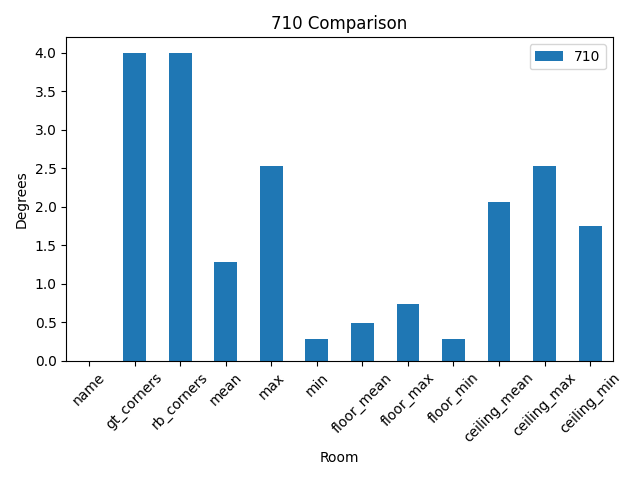 710 Comparison
710
Degrees
4.0
3.5
3.0
2.5
2.0
1.5
1.0
0.5
0.0
name
gt_corners
rb_corners
mean
max
min
floor_mean
floor_max
floor_min
ceiling_mean
ceiling_max
ceiling_min
Room